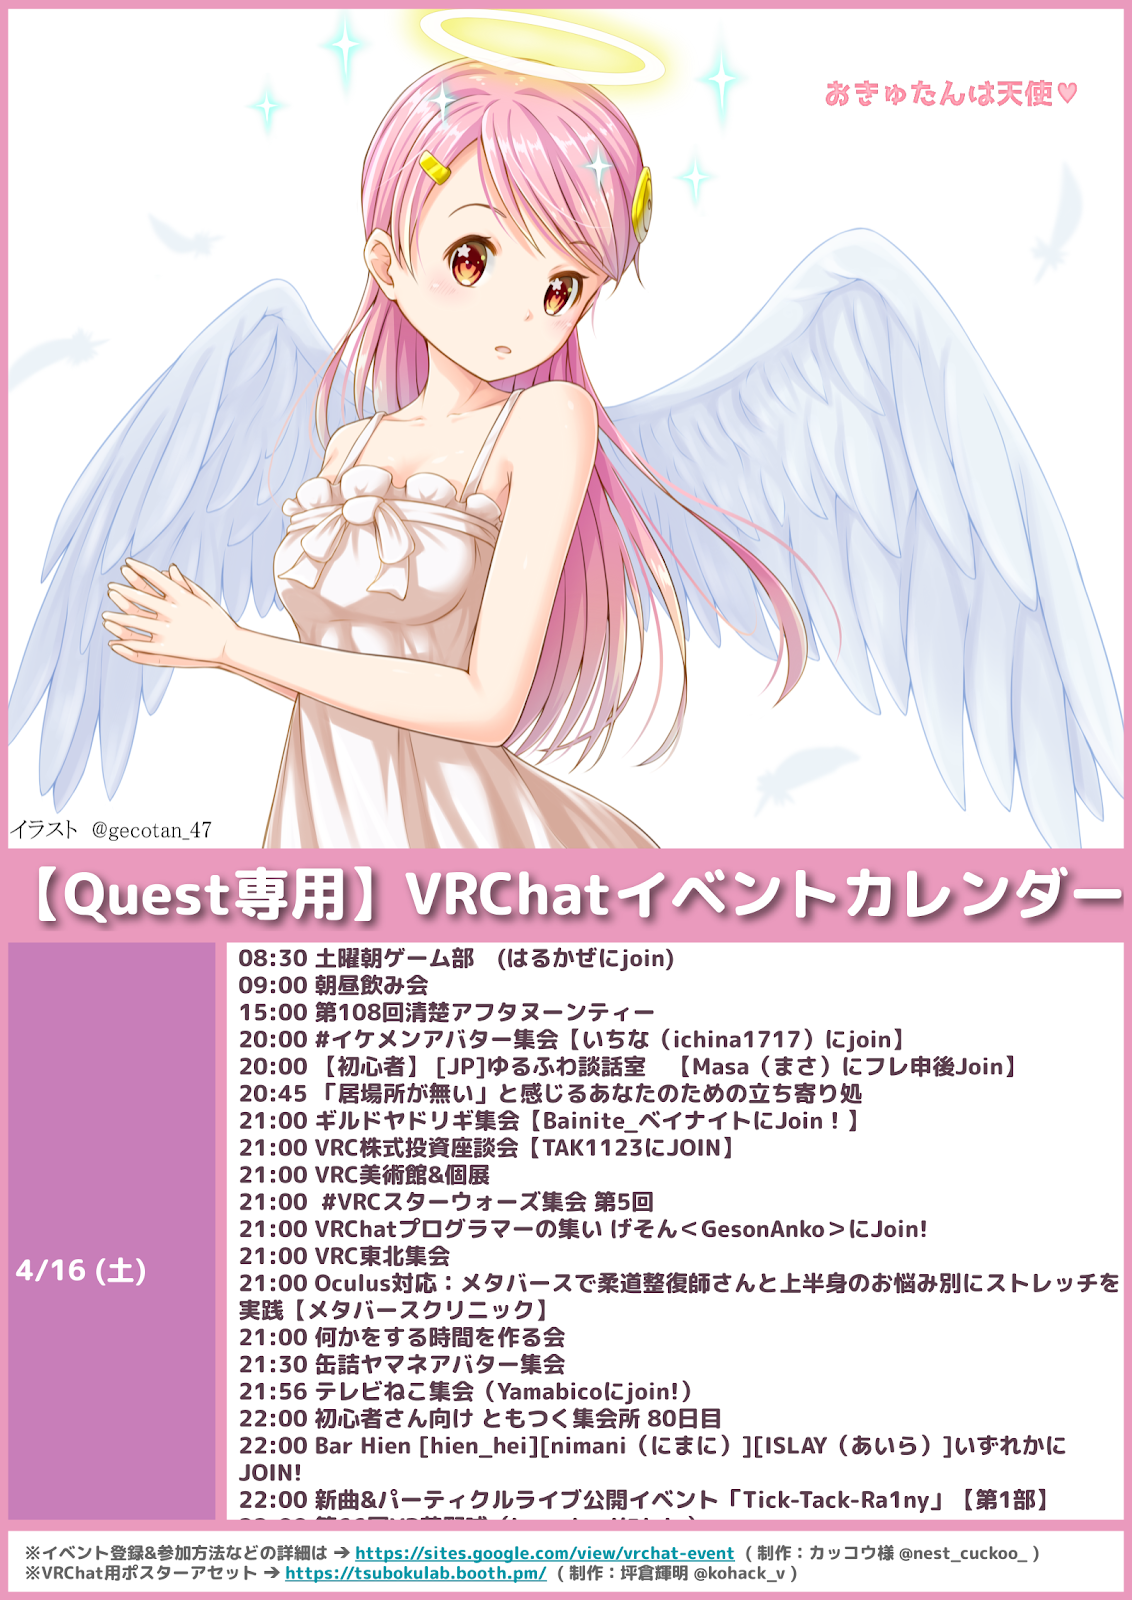 おきゅたんは天使♥
イラスト @gecotan_47
【Quest専用】VRChatイベントカレンダー
4/16 (土)
08:30 土曜朝ゲーム部 (はるかぜにjoin)
09:00 朝昼飲み会
15:00 第108回清楚アフタヌーンティー
20:00 #イケメンアバター集会【いちな（ichina1717）にjoin】
20:00 【初心者】 [JP]ゆるふわ談話室 【Masa（まさ）にフレ申後Join】
20:45 「居場所が無い」と感じるあなたのための立ち寄り処
21:00 ギルドヤドリギ集会【Bainite_ベイナイトにJoin！】
21:00 VRC株式投資座談会【TAK1123にJOIN】
21:00 VRC美術館&個展
21:00 #VRCスターウォーズ集会 第5回
21:00 VRChatプログラマーの集い げそん＜GesonAnko＞にJoin!
21:00 VRC東北集会
21:00 Oculus対応：メタバースで柔道整復師さんと上半身のお悩み別にストレッチを
実践【メタバースクリニック】
21:00 何かをする時間を作る会
21:30 缶詰ヤマネアバター集会
21:56 テレビねこ集会（Yamabicoにjoin!）
22:00 初心者さん向け ともつく集会所 80日目
22:00 Bar Hien [hien_hei][nimani（にまに）][ISLAY（あいら）]いずれかに
JOIN!
22:00 新曲&パーティクルライブ公開イベント「Tick-Tack-Ra1ny」【第1部】
※イベント登録&参加方法などの詳細は → https://sites.google.com/view/vrchat-event ( 制作：カッコウ様 @nest_cuckoo_ )
※VRChat用ポスターアセット → https://tsubokulab.booth.pm/ ( 制作：坪倉輝明 @kohack_v )